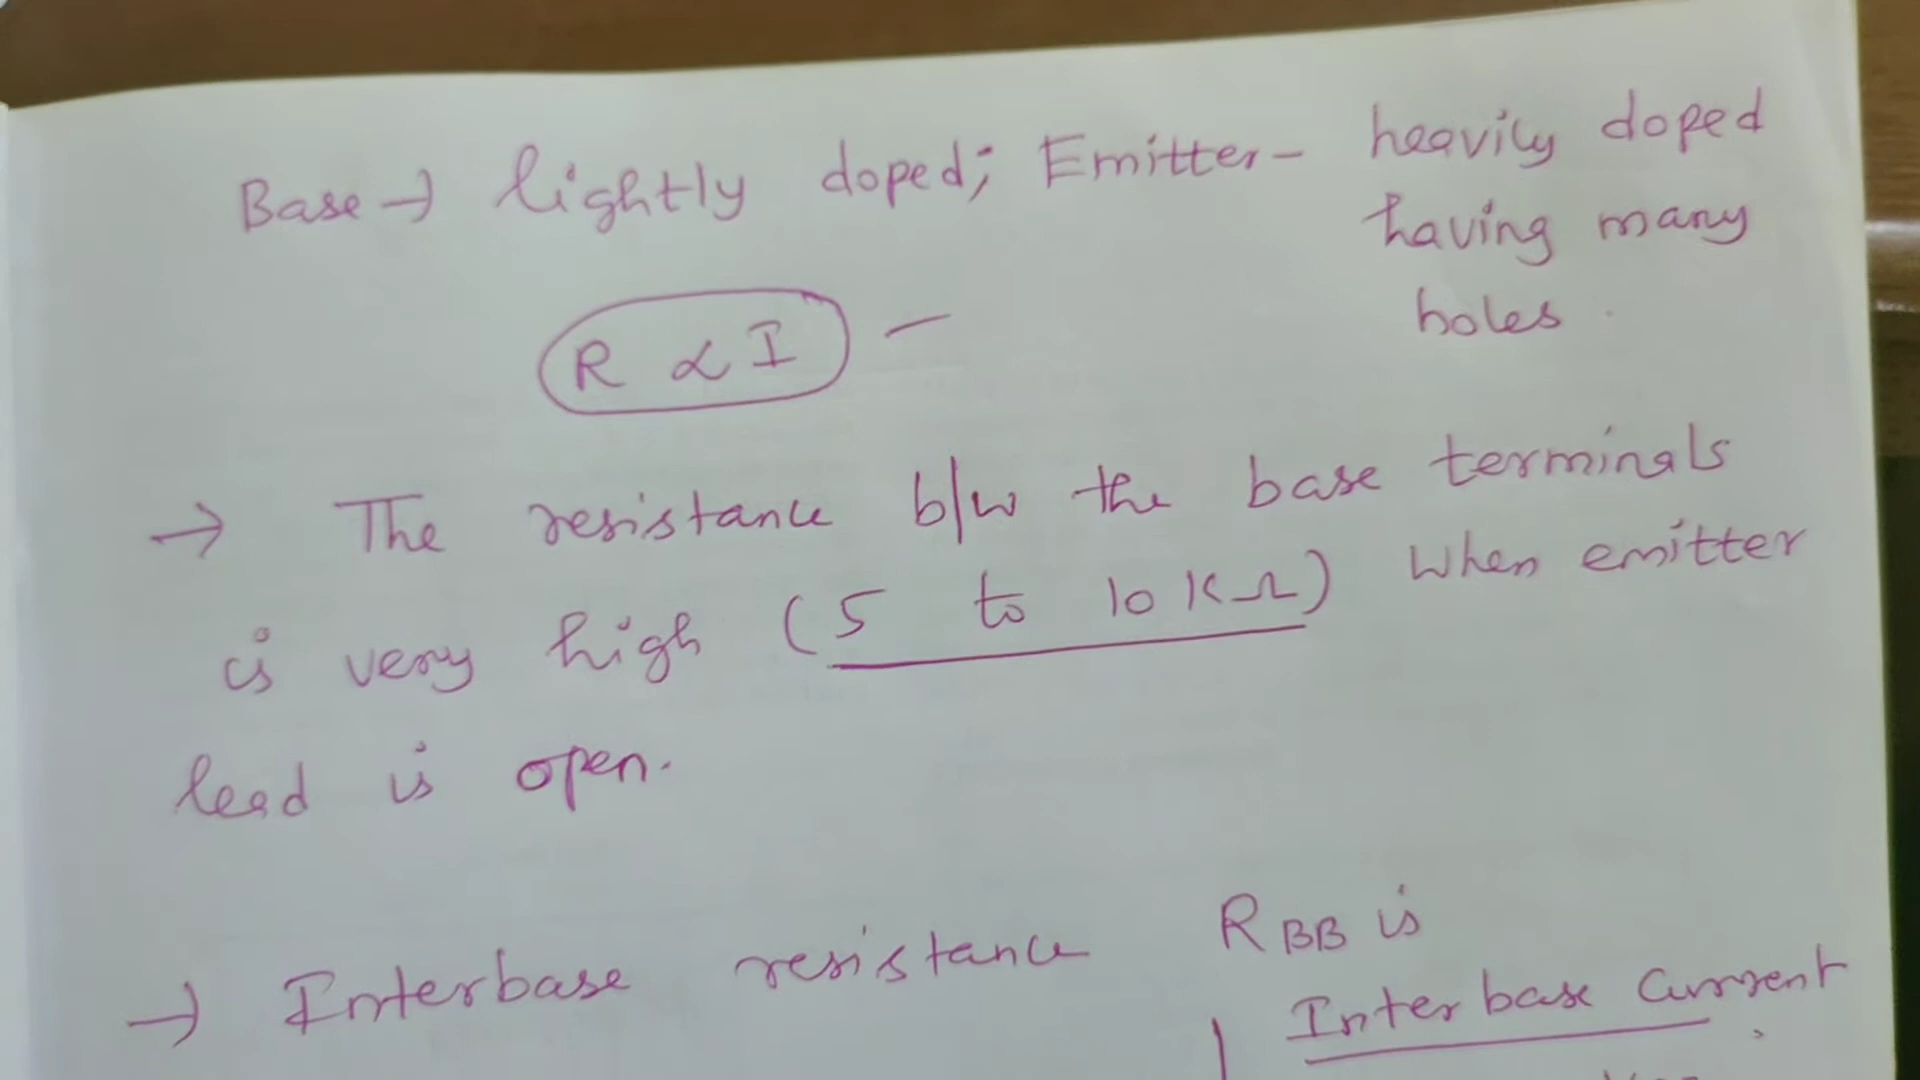 Base → lightly doped; Emitter - heavily doped
having many
holes.
R ∝ I —
→ The resistance b/w the base terminals
is very high (5 to 10 KΩ) when emitter
lead is open.
→ Interbase resistance RBB is
Interbase Current